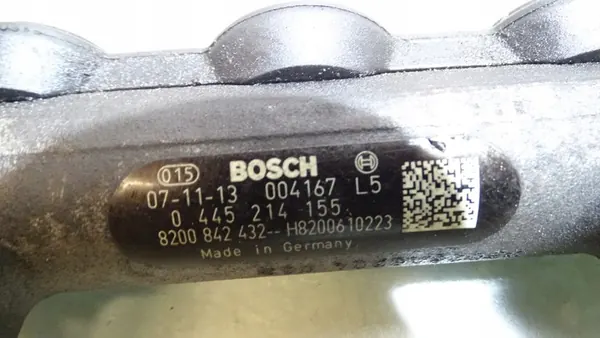 015 BOSCH
07-11-13 004167 L5
0 445 214 155
8200 842 432-- H8200610223
Made in Germany